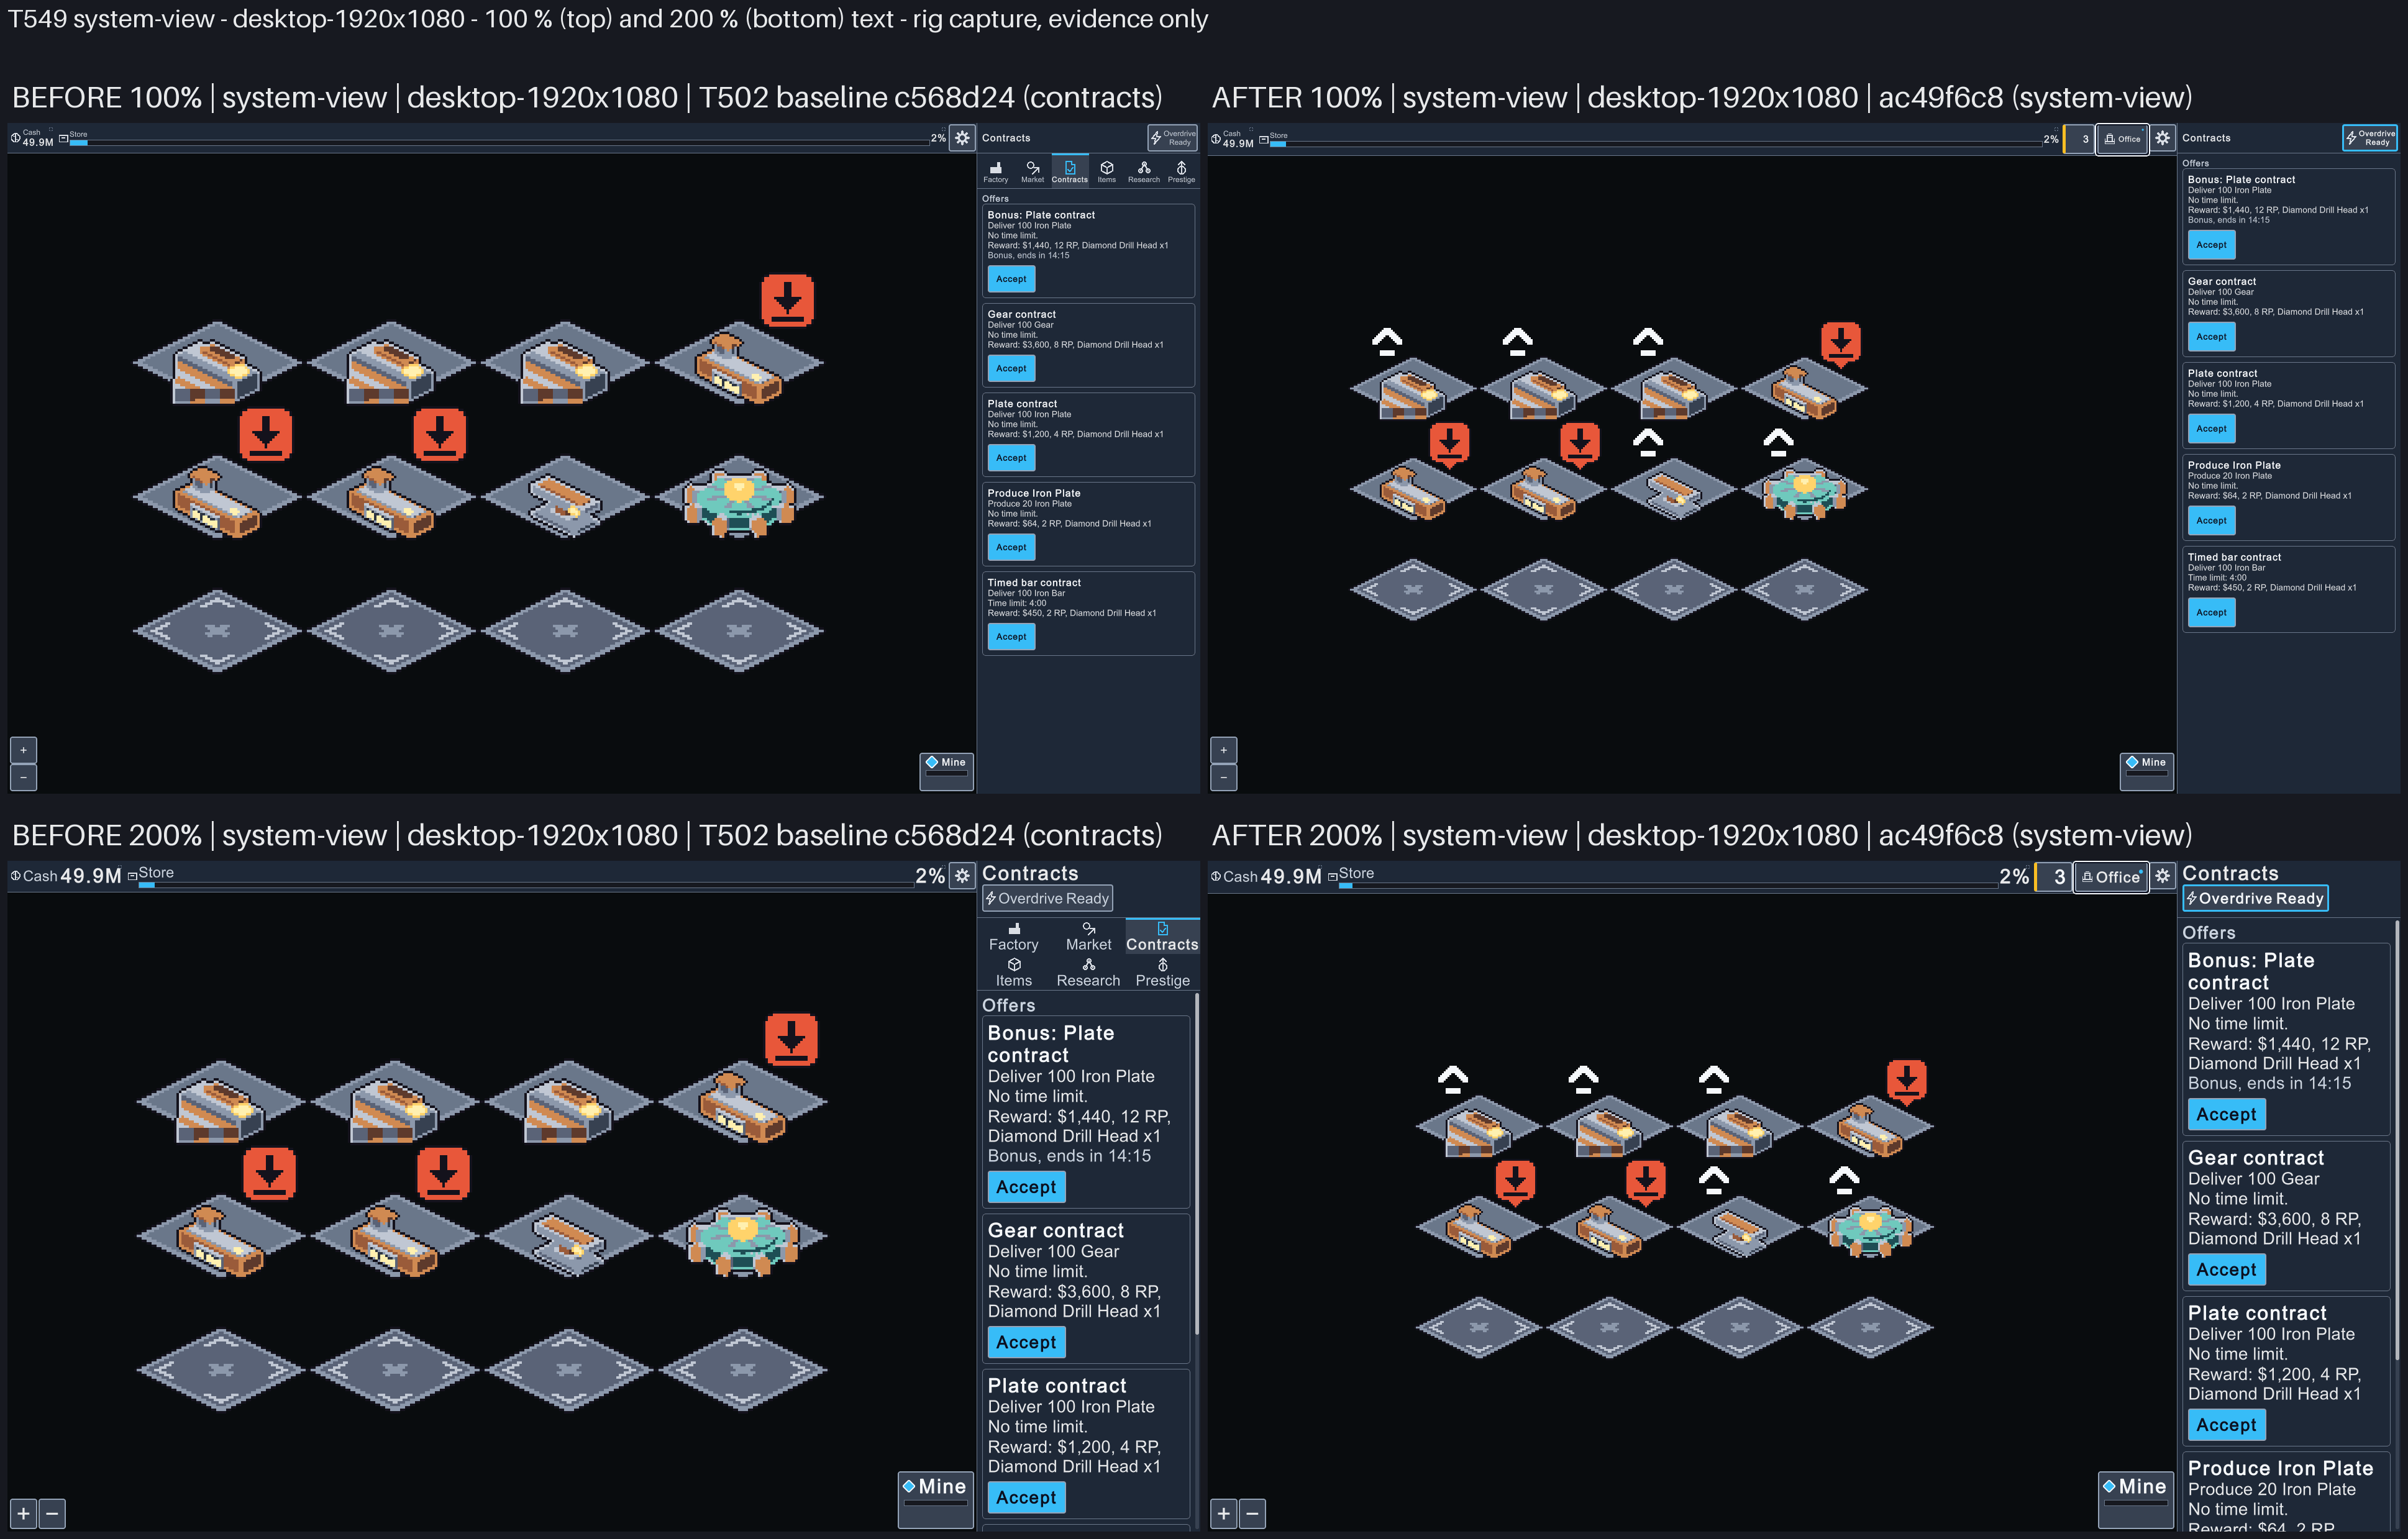 T549 system-view - desktop-1920x1080 - 100 % (top) and 200 % (bottom) text - rig capture, evidence only
BEFORE 100% | system-view | desktop-1920x1080 | T502 baseline c568d24 (contracts)
Cash
49.9M
Store
2%
Contracts
Overdrive
Ready
Factory
Market
Contracts
Items
Research
Prestige
Offers
Bonus: Plate contract
Deliver 100 Iron Plate
No time limit.
Reward: $1,440, 12 RP, Diamond Drill Head x1
Bonus, ends in 14:15
Accept
Gear contract
Deliver 100 Gear
No time limit.
Reward: $3,600, 8 RP, Diamond Drill Head x1
Accept
Plate contract
Deliver 100 Iron Plate
No time limit.
Reward: $1,200, 4 RP, Diamond Drill Head x1
Accept
Produce Iron Plate
Produce 20 Iron Plate
No time limit.
Reward: $64, 2 RP, Diamond Drill Head x1
Accept
Timed bar contract
Deliver 100 Iron Bar
Time limit: 4:00
Reward: $450, 2 RP, Diamond Drill Head x1
Accept
+
−
Mine
AFTER 100% | system-view | desktop-1920x1080 | ac49f6c8 (system-view)
Cash
49.9M
Store
2%
3
Office
Contracts
Overdrive
Ready
Offers
Bonus: Plate contract
Deliver 100 Iron Plate
No time limit.
Reward: $1,440, 12 RP, Diamond Drill Head x1
Bonus, ends in 14:15
Accept
Gear contract
Deliver 100 Gear
No time limit.
Reward: $3,600, 8 RP, Diamond Drill Head x1
Accept
Plate contract
Deliver 100 Iron Plate
No time limit.
Reward: $1,200, 4 RP, Diamond Drill Head x1
Accept
Produce Iron Plate
Produce 20 Iron Plate
No time limit.
Reward: $64, 2 RP, Diamond Drill Head x1
Accept
Timed bar contract
Deliver 100 Iron Bar
Time limit: 4:00
Reward: $450, 2 RP, Diamond Drill Head x1
Accept
+
−
Mine
BEFORE 200% | system-view | desktop-1920x1080 | T502 baseline c568d24 (contracts)
Cash 49.9M
Store
2%
Contracts
Overdrive Ready
Factory
Market
Contracts
Items
Research
Prestige
Offers
Bonus: Plate
contract
Deliver 100 Iron Plate
No time limit.
Reward: $1,440, 12 RP,
Diamond Drill Head x1
Bonus, ends in 14:15
Accept
Gear contract
Deliver 100 Gear
No time limit.
Reward: $3,600, 8 RP,
Diamond Drill Head x1
Accept
Plate contract
Deliver 100 Iron Plate
No time limit.
Reward: $1,200, 4 RP,
Diamond Drill Head x1
Accept
+ −
Mine
AFTER 200% | system-view | desktop-1920x1080 | ac49f6c8 (system-view)
Cash 49.9M
Store
2%
3
Office
Contracts
Overdrive Ready
Offers
Bonus: Plate
contract
Deliver 100 Iron Plate
No time limit.
Reward: $1,440, 12 RP,
Diamond Drill Head x1
Bonus, ends in 14:15
Accept
Gear contract
Deliver 100 Gear
No time limit.
Reward: $3,600, 8 RP,
Diamond Drill Head x1
Accept
Plate contract
Deliver 100 Iron Plate
No time limit.
Reward: $1,200, 4 RP,
Diamond Drill Head x1
Accept
Produce Iron Plate
Produce 20 Iron Plate
No time limit.
Reward: $64, 2 RP,
+ −
Mine